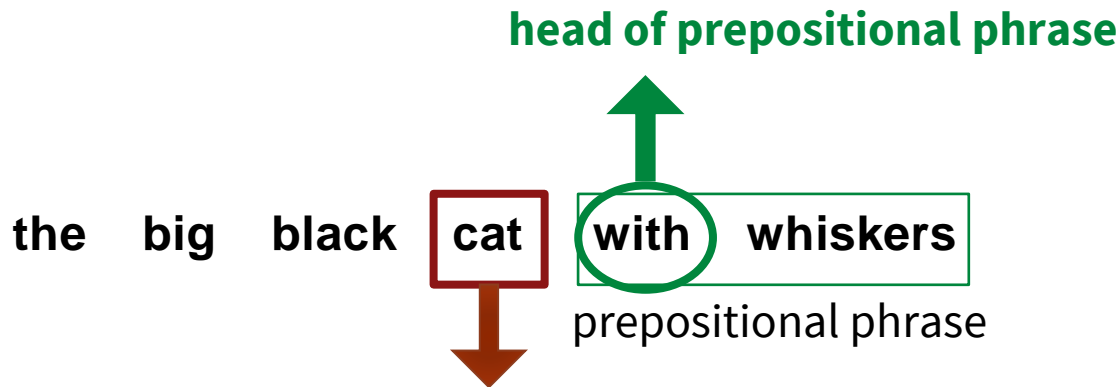 head of prepositional phrase
the big black cat with whiskers
prepositional phrase